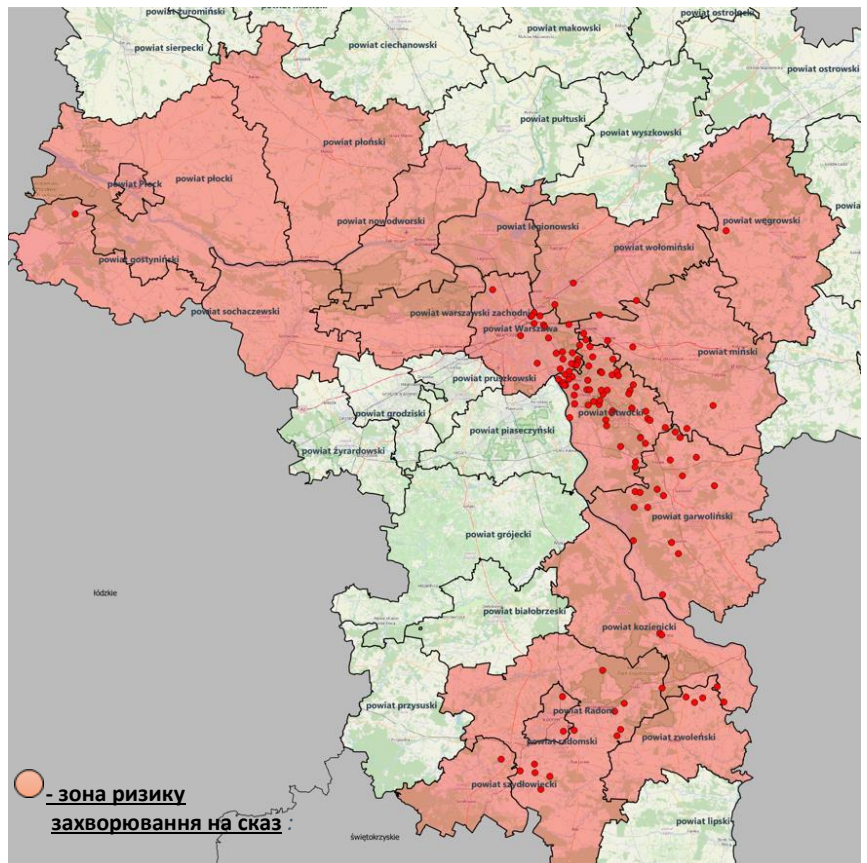 powiat żuromiński
powiat ciechanowski
powiat makowski
powiat ostrołęcki
powiat sierpecki
powiat ostrowski
powiat pułtuski
powiat wyszkowski
powiat płoński
powiat płocki
powiat Płock
powiat nowodworski
powiat legionowski
powiat węgrowski
powiat wołomiński
powiat gostyniński
powiat sochaczewski
powiat warszawski zachodni
powiat Warszawa
powiat miński
powiat pruszkowski
powiat grodziski
powiat otwocki
powiat piaseczyński
powiat żyrardowski
powiat garwoliński
powiat grójecki
łódzkie
powiat białobrzeski
powiat kozienicki
powiat przysuski
powiat Radom
powiat radomski
powiat zwoleński
powiat szydłowiecki
- зона ризику
захворювання на сказ :
powiat lipski
świętokrzyskie